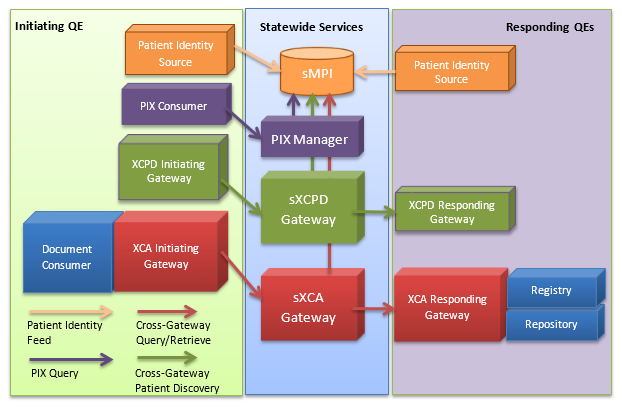 Initiating QE
Statewide Services
Responding QEs
Patient Identity
Source
sMPI
Patient Identity
Source
PIX Consumer
PIX Manager
XCPD Initiating
Gateway
sXCPD
Gateway
XCPD Responding
Gateway
Document
Consumer
XCA Initiating
Gateway
sXCA
Gateway
XCA Responding
Gateway
Registry
Repository
Patient Identity
Feed
Cross-Gateway
Query/Retrieve
PIX Query
Cross-Gateway
Patient Discovery